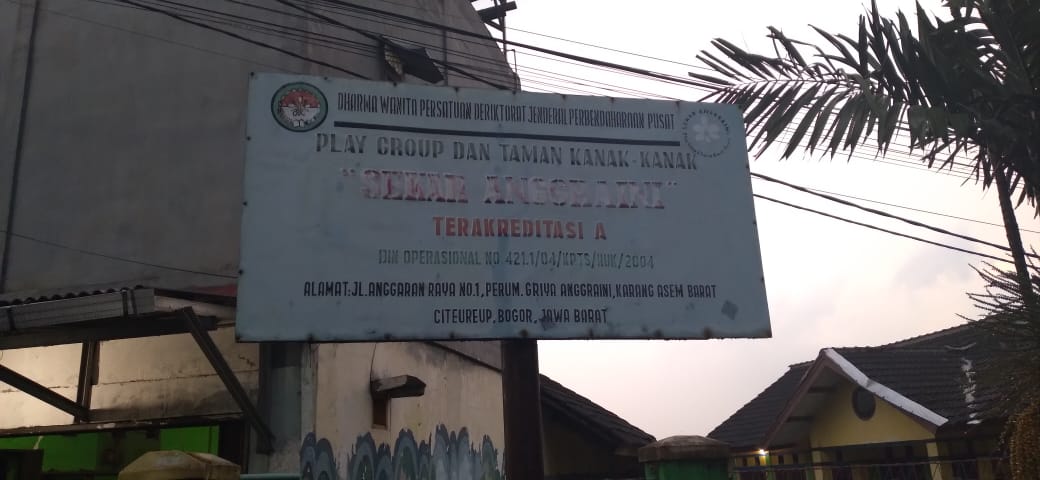 DHARMA WANITA PERSATUAN DERIKTORAT JENDERAL PERBENDAHARAAN PUSAT
PLAY GROUP DAN TAMAN KANAK-KANAK
"SEKAR ANGGRAINI"
TERAKREDITASI A
IJIN OPERASIONAL NO 421.1/04/KPTS/HUK/2004
ALAMAT:JL.ANGGARAN RAYA NO.1,PERUM. GRIYA ANGGRAINI,KARANG ASEM BARAT
CITEUREUP, BOGOR, JAWA BARAT